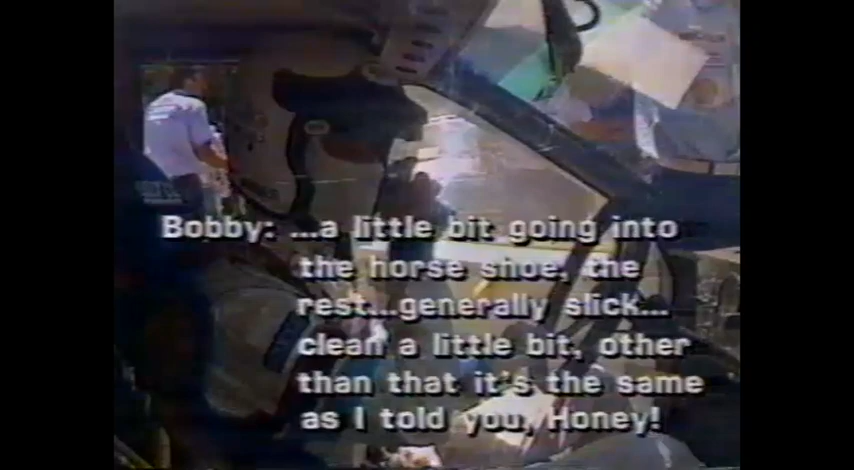 Bobby: ...a little bit going into
the horse shoe, the
rest...generally slick...
clean a little bit, other
than that it's the same
as I told you, Honey!